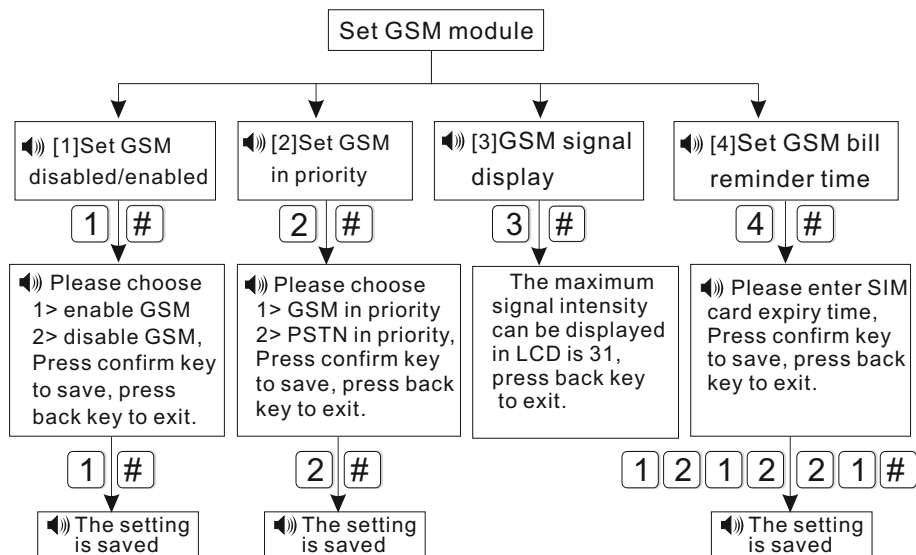 Set GSM module
[1]Set GSM
disabled/enabled
1 #
Please choose
1> enable GSM
2> disable GSM,
Press confirm key
to save, press
back key to exit.
1 #
The setting
is saved
[2]Set GSM
in priority
2 #
Please choose
1> GSM in priority
2> PSTN in priority,
Press confirm key
to save, press back
key to exit.
2 #
The setting
is saved
[3]GSM signal
display
3 #
The maximum
signal intensity
can be displayed
in LCD is 31,
press back key
to exit.
[4]Set GSM bill
reminder time
4 #
Please enter SIM
card expiry time,
Press confirm key
to save, press back
key to exit.
1 2 1 2 2 1 #
The setting
is saved